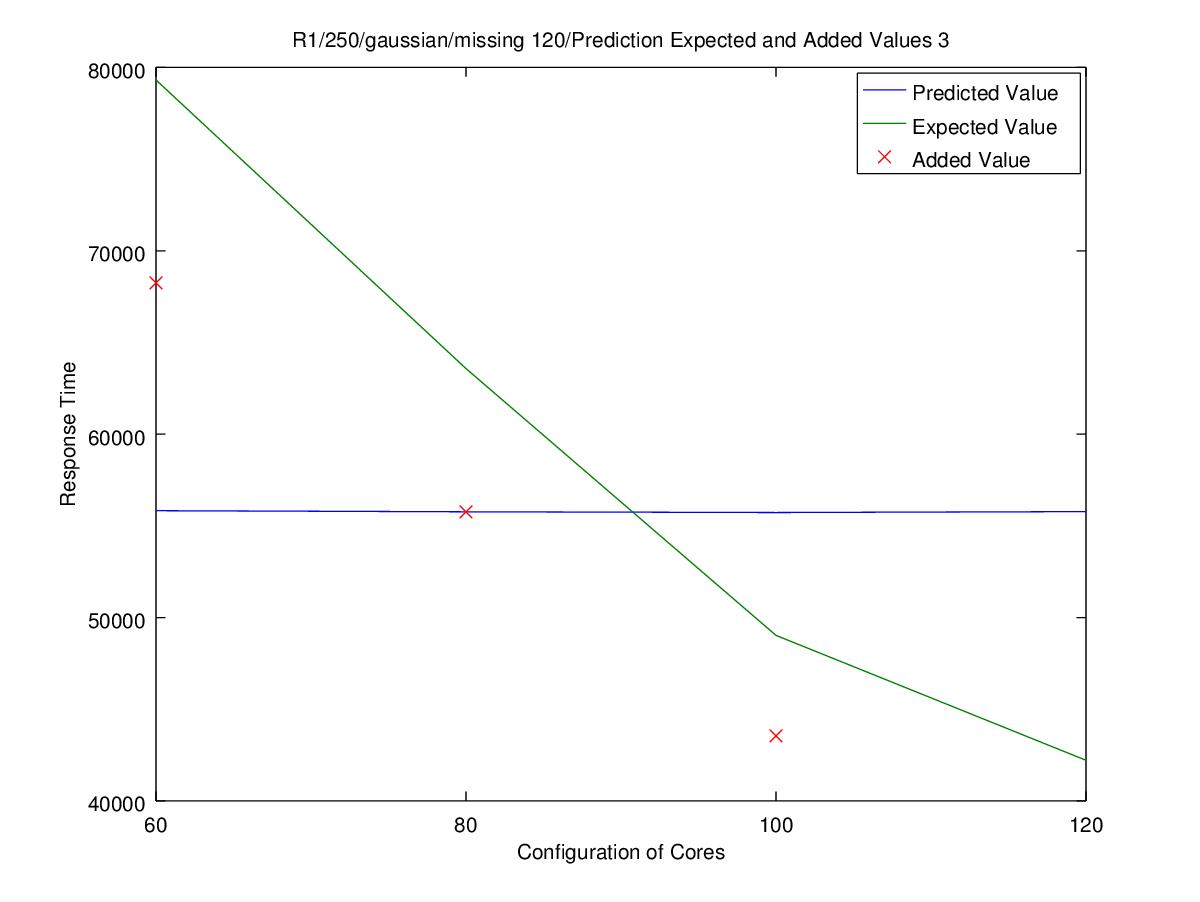 R1/250/gaussian/missing 120/Prediction Expected and Added Values 3
80000
70000
60000
50000
40000
Response Time
Predicted Value
Expected Value
Added Value
60 80 100 120
Configuration of Cores